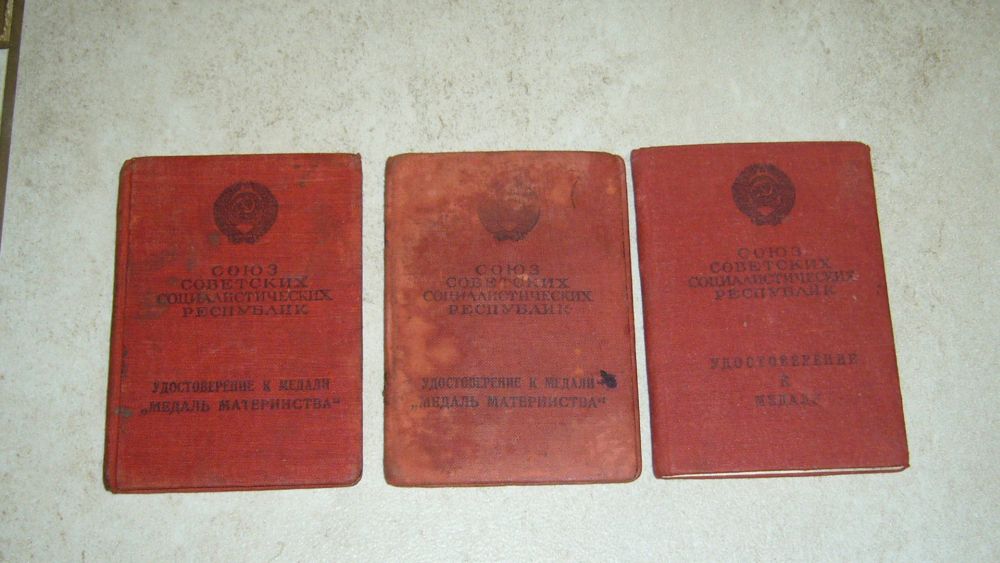 СОЮЗ
СОВЕТСКИХ
СОЦИАЛИСТИЧЕСКИХ
РЕСПУБЛИК
УДОСТОВЕРЕНИЕ К МЕДАЛИ
„МЕДАЛЬ МАТЕРИНСТВА“
СОЮЗ
СОВЕТСКИХ
СОЦИАЛИСТИЧЕСКИХ
РЕСПУБЛИК
УДОСТОВЕРЕНИЕ К МЕДАЛИ
„МЕДАЛЬ МАТЕРИНСТВА“
СОЮЗ
СОВЕТСКИХ
СОЦИАЛИСТИЧЕСКИХ
РЕСПУБЛИК
УДОСТОВЕРЕНИЕ
К
МЕДАЛИ